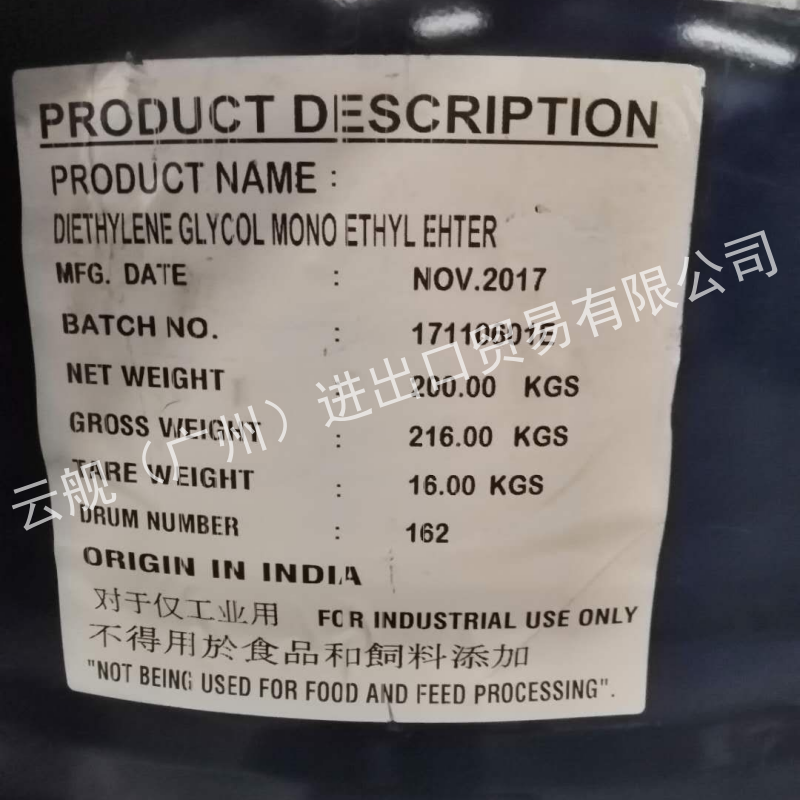 PRODUCT DESCRIPTION
PRODUCT NAME :
DIETHYLENE GLYCOL MONO ETHYL EHTER
MFG. DATE : NOV.2017
BATCH NO. :
NET WEIGHT : 200.00 KGS
GROSS WEIGHT : 216.00 KGS
TARE WEIGHT : 16.00 KGS
DRUM NUMBER : 162
ORIGIN IN INDIA
对于仅工业用 FOR INDUSTRIAL USE ONLY
不得用於食品和飼料添加
"NOT BEING USED FOR FOOD AND FEED PROCESSING".
云舰（广州）进出口贸易有限公司